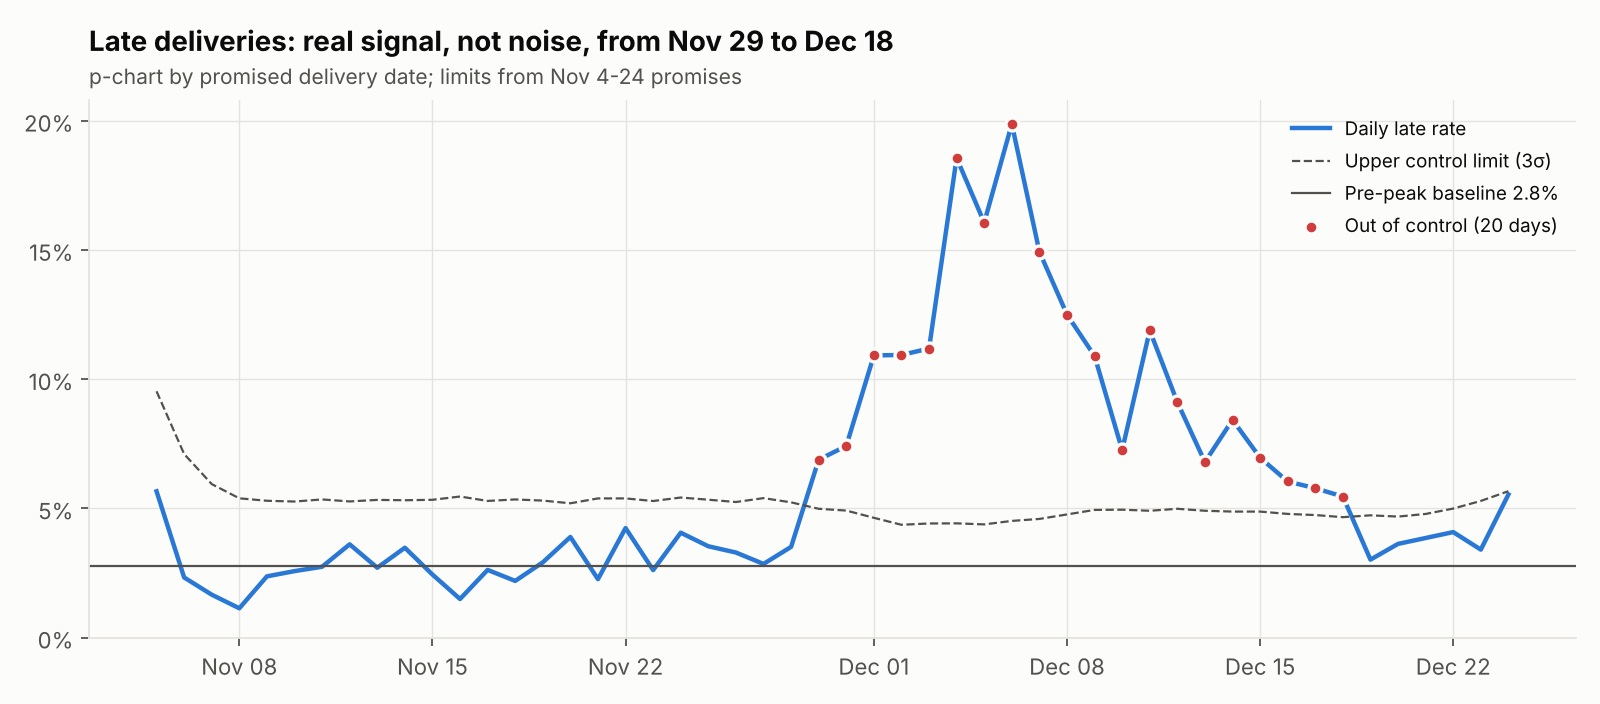 Late deliveries: real signal, not noise, from Nov 29 to Dec 18
p-chart by promised delivery date; limits from Nov 4-24 promises
20%
15%
10%
5%
0%
Daily late rate
Upper control limit (3σ)
Pre-peak baseline 2.8%
Out of control (20 days)
Nov 08
Nov 15
Nov 22
Dec 01
Dec 08
Dec 15
Dec 22